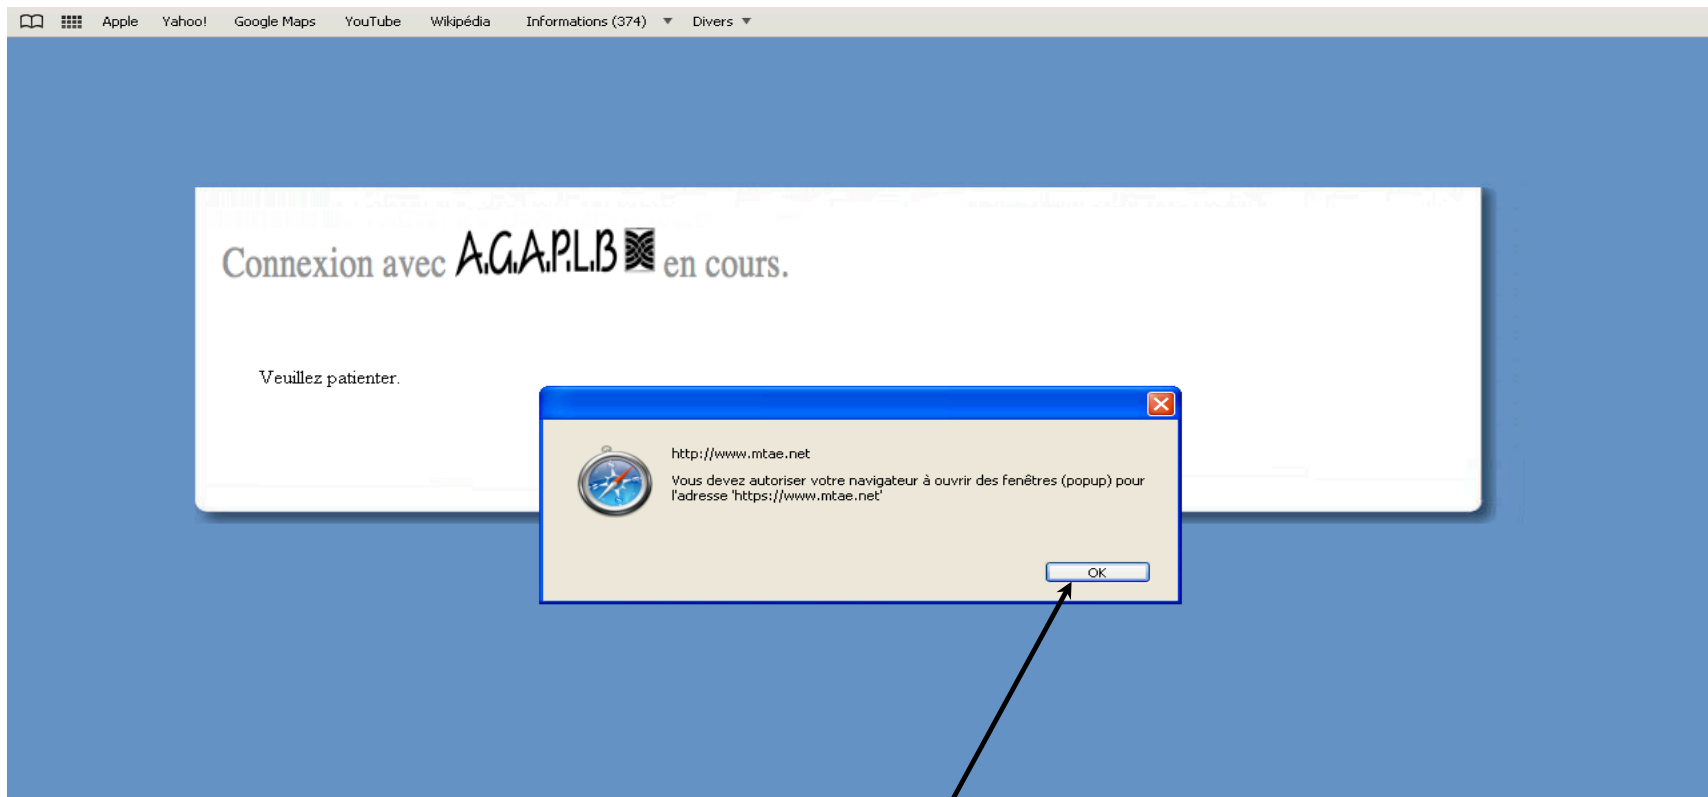 Apple Yahoo! Google Maps YouTube Wikipédia Informations (374) Divers
Connexion avec A.G.A.P.L.B en cours.
Veuillez patienter.
http://www.mtae.net
Vous devez autoriser votre navigateur à ouvrir des fenêtres (popup) pour
l'adresse 'https://www.mtae.net'
OK